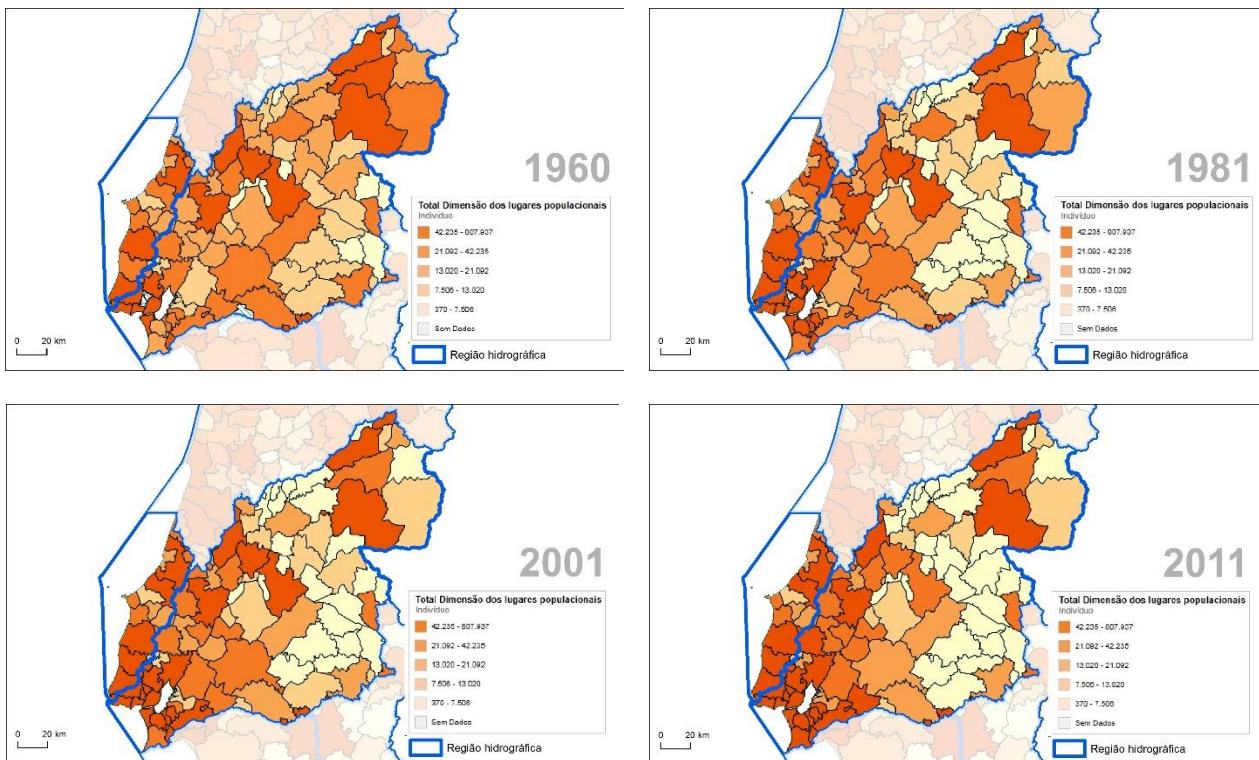 1960
Total Dimensão dos lugares populacionais
Indivíduo
42.235 - 807.937
21.092 - 42.235
13.020 - 21.092
7.506 - 13.020
370 - 7.506
Sem Dados
Região hidrográfica
0 20 km
1981
Total Dimensão dos lugares populacionais
Indivíduo
42.235 - 807.937
21.092 - 42.235
13.020 - 21.092
7.506 - 13.020
370 - 7.506
Sem Dados
Região hidrográfica
0 20 km
2001
Total Dimensão dos lugares populacionais
Indivíduo
42.235 - 807.937
21.092 - 42.235
13.020 - 21.092
7.506 - 13.020
370 - 7.506
Sem Dados
Região hidrográfica
0 20 km
2011
Total Dimensão dos lugares populacionais
Indivíduo
42.235 - 807.937
21.092 - 42.235
13.020 - 21.092
7.506 - 13.020
370 - 7.506
Sem Dados
Região hidrográfica
0 20 km